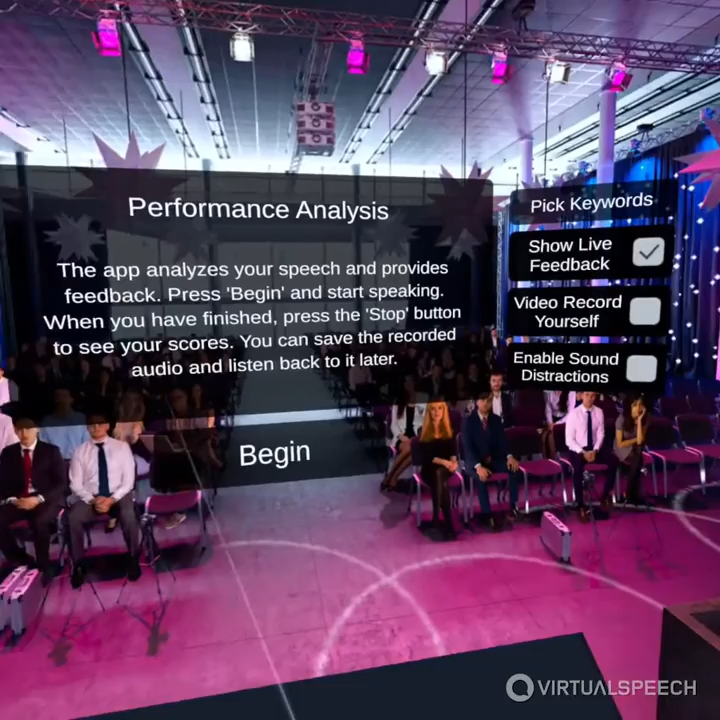 Performance Analysis
The app analyzes your speech and provides
feedback. Press 'Begin' and start speaking.
When you have finished, press the 'Stop' button
to see your scores. You can save the recorded
audio and listen back to it later.
Begin
Pick Keywords
Show Live
Feedback
Video Record
Yourself
Enable Sound
Distractions
VIRTUALSPEECH